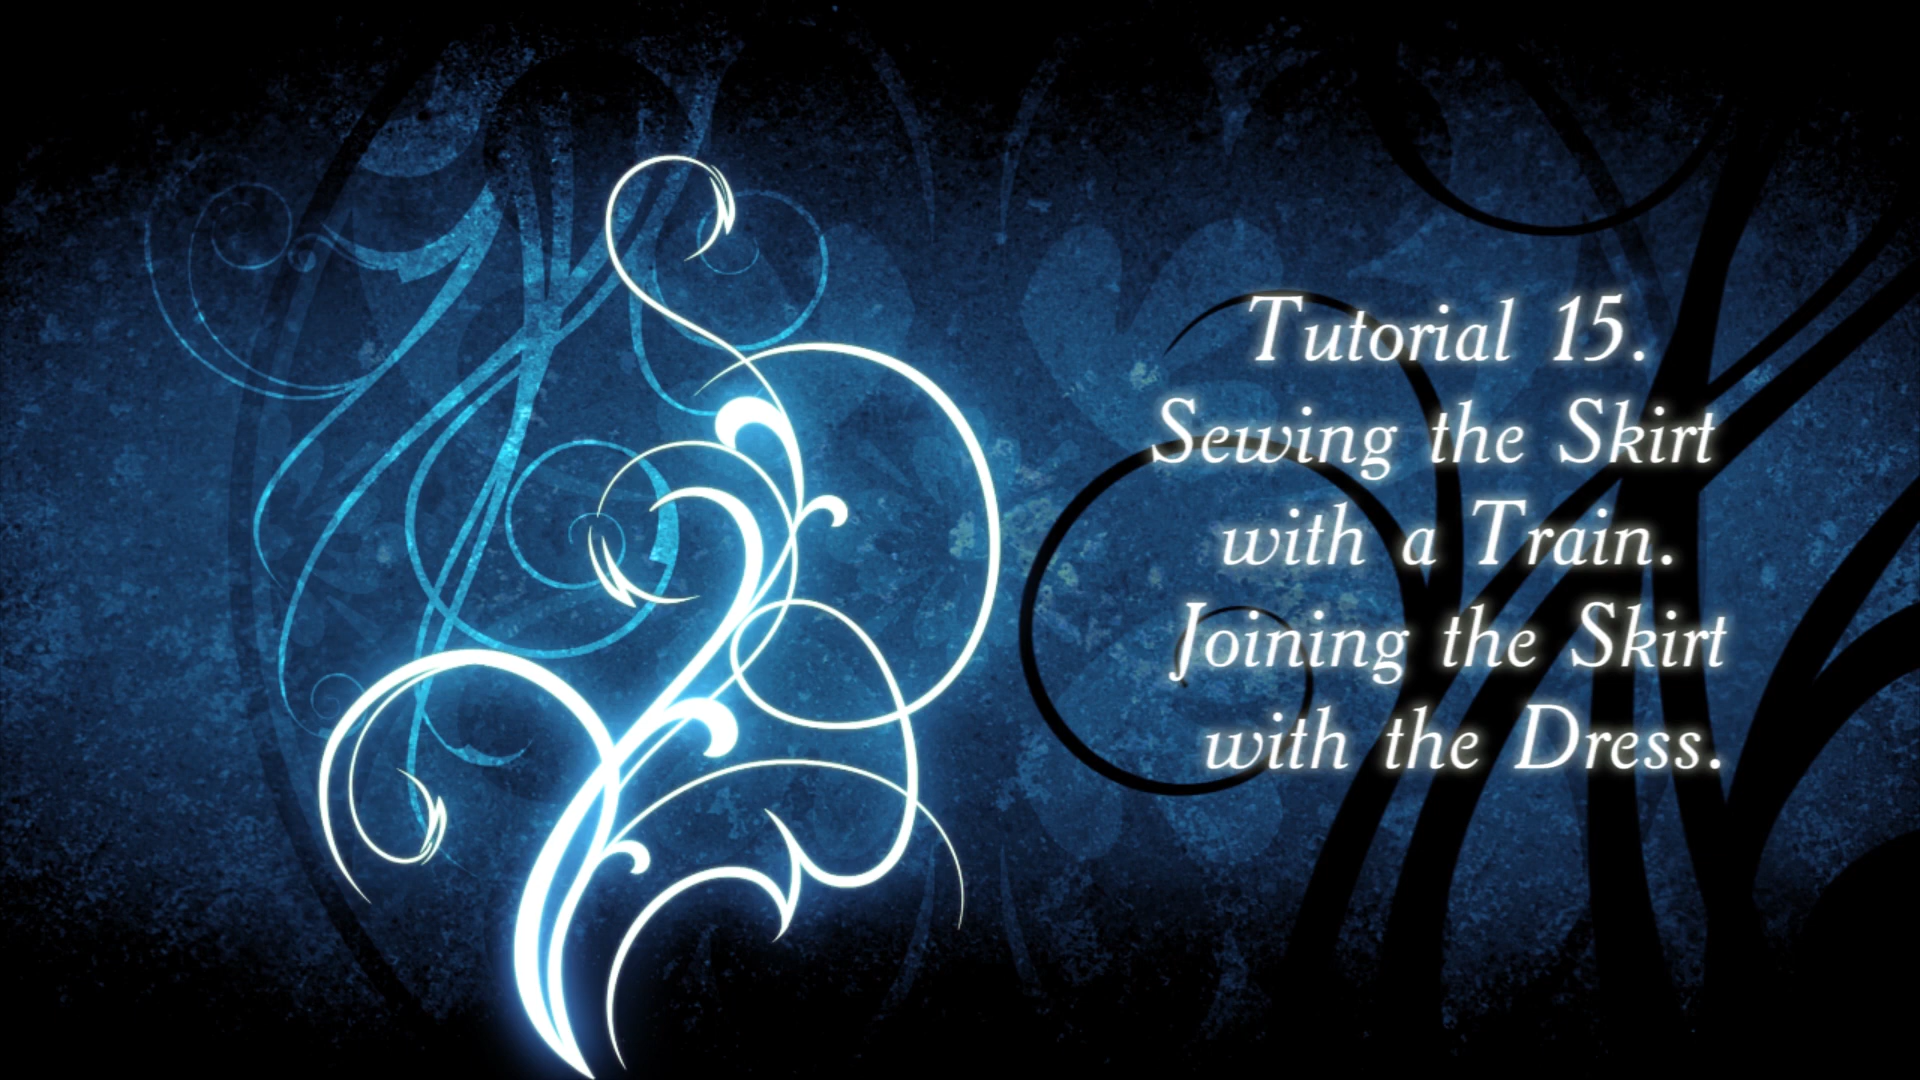 Tutorial 15.
Sewing the Skirt
with a Train.
Joining the Skirt
with the Dress.